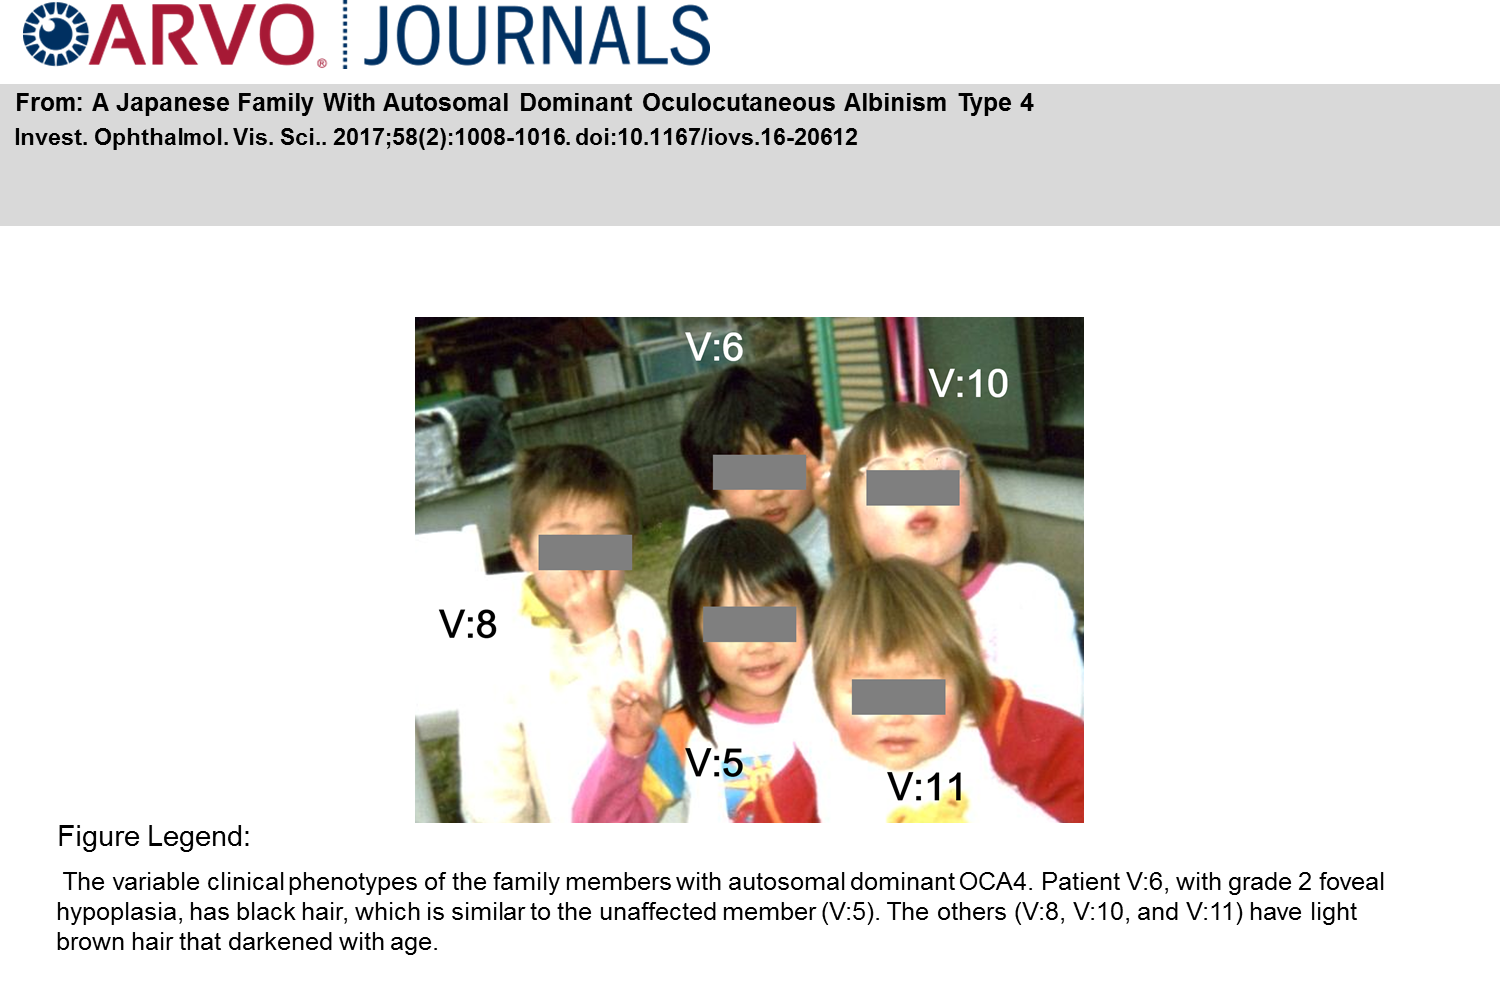 ARVO® JOURNALS
From: A Japanese Family With Autosomal Dominant Oculocutaneous Albinism Type 4
Invest. Ophthalmol. Vis. Sci.. 2017;58(2):1008-1016. doi:10.1167/iovs.16-20612
V:6
V:10
V:8
V:5
V:11
Figure Legend:
The variable clinical phenotypes of the family members with autosomal dominant OCA4. Patient V:6, with grade 2 foveal
hypoplasia, has black hair, which is similar to the unaffected member (V:5). The others (V:8, V:10, and V:11) have light
brown hair that darkened with age.